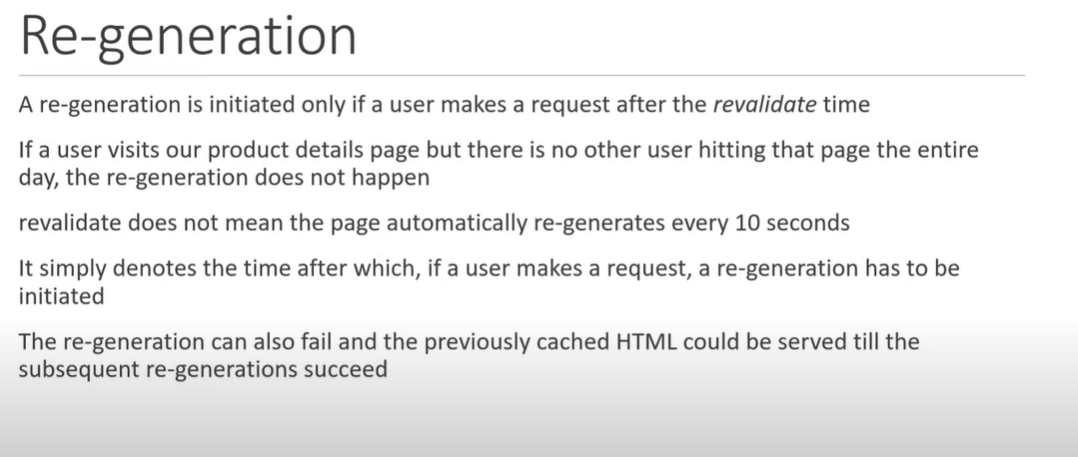 Re-generation
A re-generation is initiated only if a user makes a request after the revalidate time
If a user visits our product details page but there is no other user hitting that page the entire
day, the re-generation does not happen
revalidate does not mean the page automatically re-generates every 10 seconds
It simply denotes the time after which, if a user makes a request, a re-generation has to be
initiated
The re-generation can also fail and the previously cached HTML could be served till the
subsequent re-generations succeed